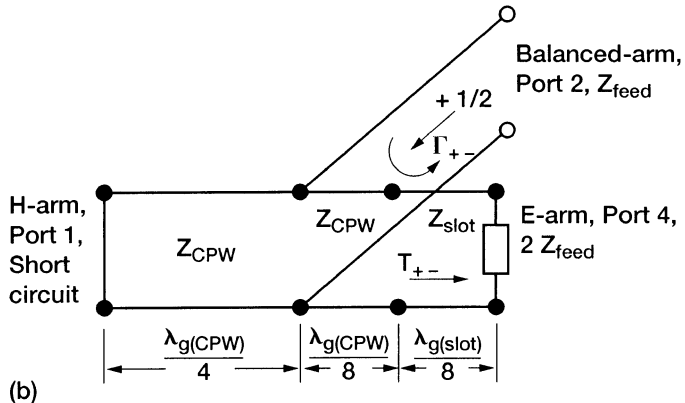 Balanced-arm,
Port 2, Zfeed
+ 1/2
Γ+ −
H-arm,
Port 1,
Short
circuit
ZCPW
ZCPW
Zslot
E-arm, Port 4,
2 Zfeed
T+ −
λg(CPW)
4
λg(CPW)
8
λg(slot)
8
(b)